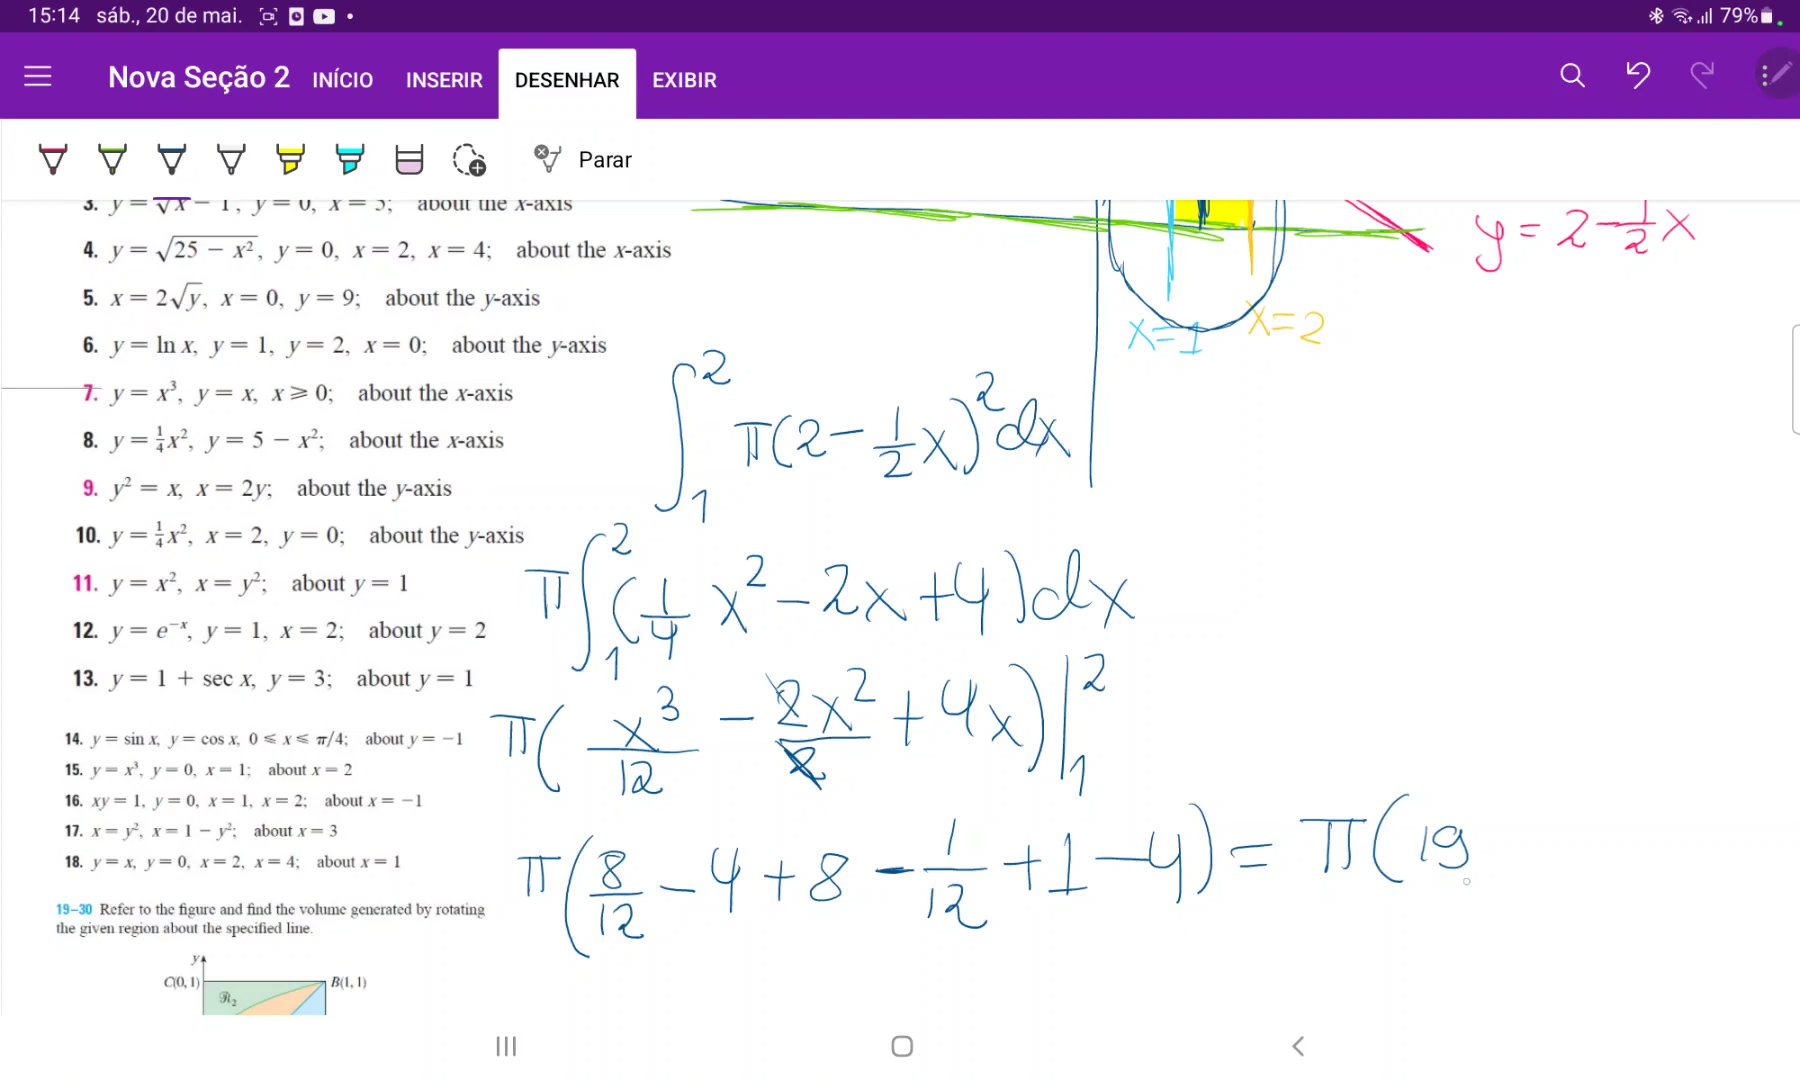 15:14 sáb., 20 de mai.
79%
Nova Seção 2 INÍCIO INSERIR DESENHAR EXIBIR
Parar
3. y = √x − 1, y = 0, x = 5; about the x-axis
4. y = √(25 − x²), y = 0, x = 2, x = 4; about the x-axis
5. x = 2√y, x = 0, y = 9; about the y-axis
6. y = ln x, y = 1, y = 2, x = 0; about the y-axis
7. y = x³, y = x, x ⩾ 0; about the x-axis
8. y = ¼x², y = 5 − x²; about the x-axis
9. y² = x, x = 2y; about the y-axis
10. y = ¼x², x = 2, y = 0; about the y-axis
11. y = x², x = y²; about y = 1
12. y = e⁻ˣ, y = 1, x = 2; about y = 2
13. y = 1 + sec x, y = 3; about y = 1
14. y = sin x, y = cos x, 0 ⩽ x ⩽ π/4; about y = −1
15. y = x³, y = 0, x = 1; about x = 2
16. xy = 1, y = 0, x = 1, x = 2; about x = −1
17. x = y², x = 1 − y²; about x = 3
18. y = x, y = 0, x = 2, x = 4; about x = 1
19–30 Refer to the figure and find the volume generated by rotating
the given region about the specified line.
y
C(0, 1) B(1, 1)
ℛ₂
y = 2 − ½x
x=1 x=2
∫₁² π(2 − ½x)² dx
π∫₁² (¼x² − 2x + 4)dx
π(x³/12 − 2x²/2 + 4x)|₁²
π(8/12 − 4 + 8 − 1/12 + 1 − 4) = π(19